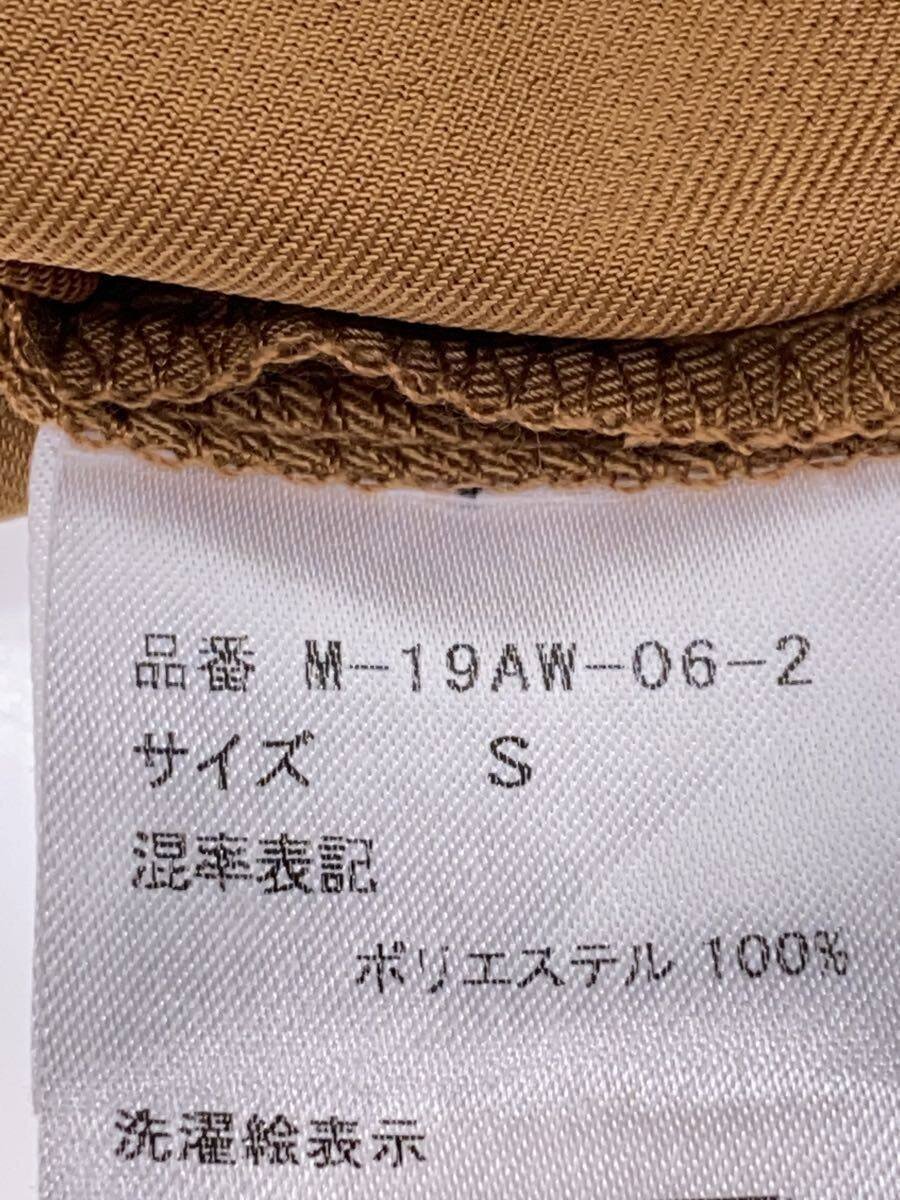 品番 M-19AW-06-2
サイズ S
混率表記
ポリエステル 100%
洗濯絵表示